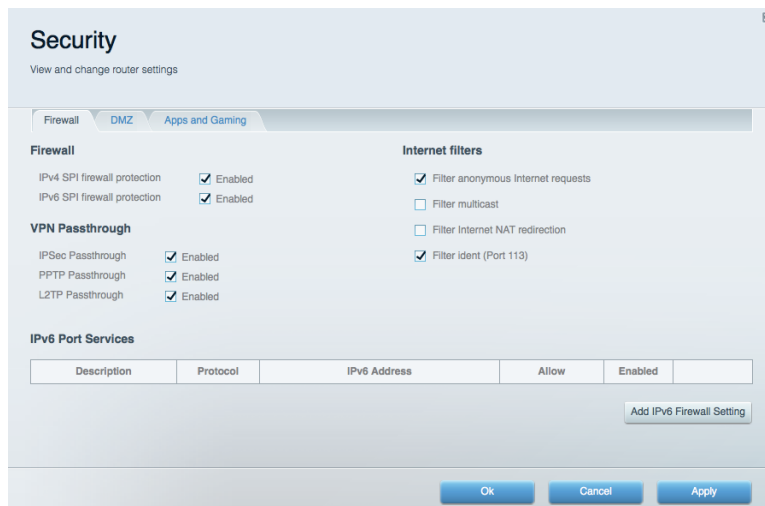 Security
View and change router settings
Firewall DMZ Apps and Gaming
Firewall
IPv4 SPI firewall protection Enabled
IPv6 SPI firewall protection Enabled
VPN Passthrough
IPSec Passthrough Enabled
PPTP Passthrough Enabled
L2TP Passthrough Enabled
Internet filters
Filter anonymous Internet requests
Filter multicast
Filter Internet NAT redirection
Filter ident (Port 113)
IPv6 Port Services
Description Protocol IPv6 Address Allow Enabled
Add IPv6 Firewall Setting
Ok Cancel Apply